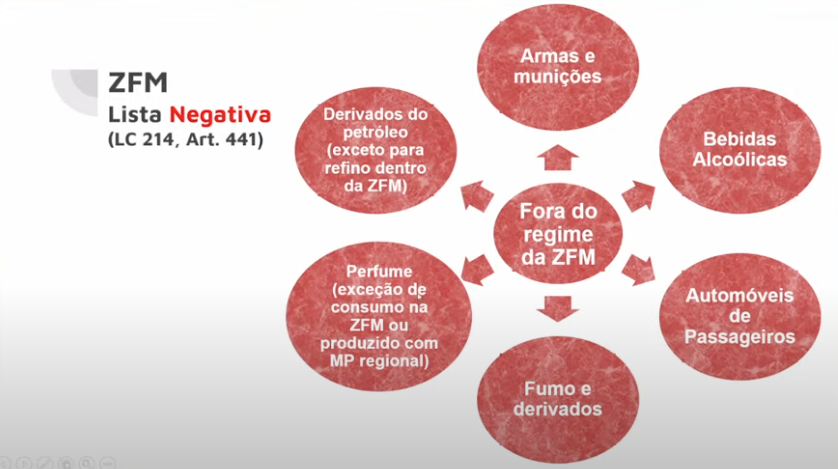 ZFM
Lista Negativa
(LC 214, Art. 441)
Armas e
munições
Derivados do
petróleo
(exceto para
refino dentro
da ZFM)
Bebidas
Alcoólicas
Fora do
regime
da ZFM
Perfume
(exceção de
consumo na
ZFM ou
produzido com
MP regional)
Automóveis
de
Passageiros
Fumo e
derivados